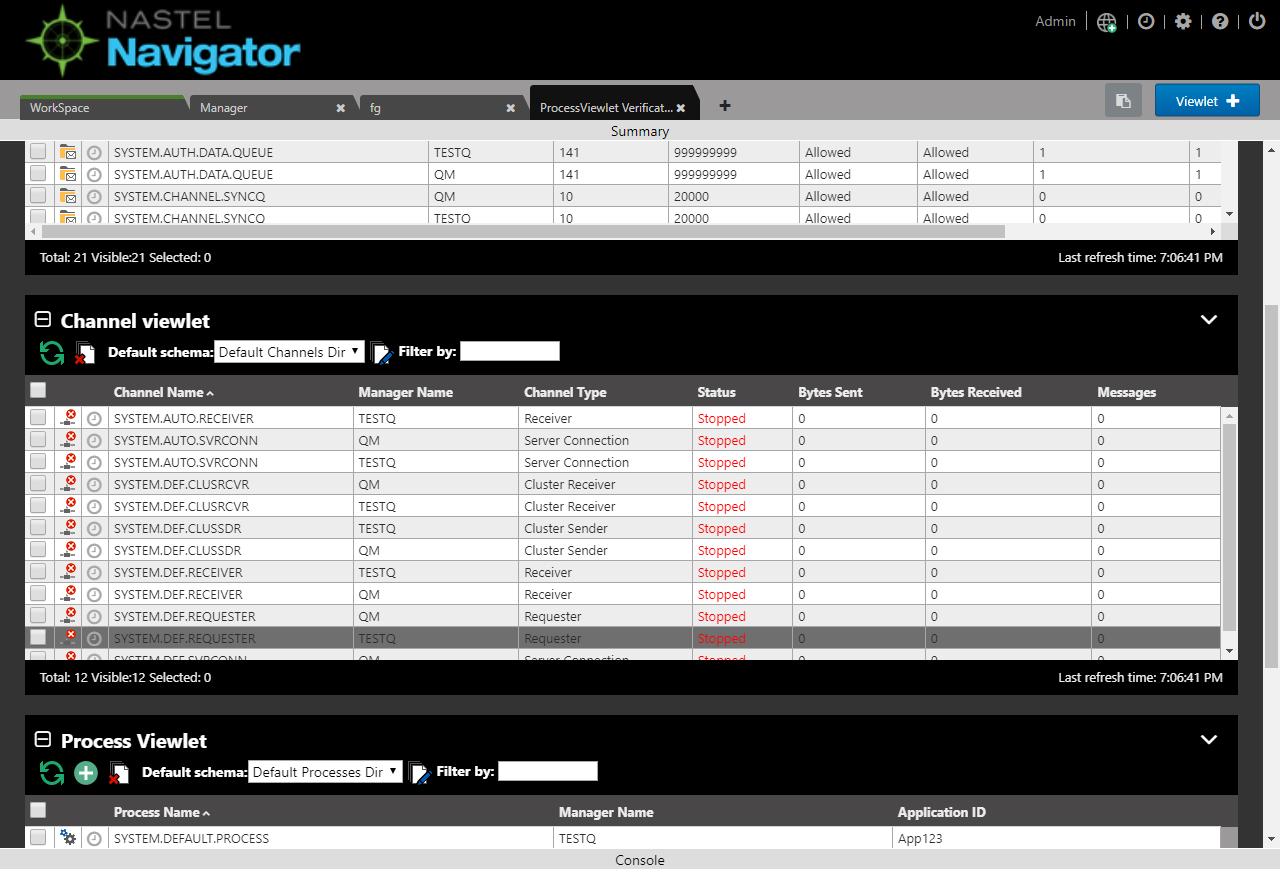 NASTEL
Navigator
Admin
WorkSpace Manager fg ProcessViewlet Verificat... Viewlet
Summary
SYSTEM.AUTH.DATA.QUEUE TESTQ 141 999999999 Allowed Allowed 1 1
SYSTEM.AUTH.DATA.QUEUE QM 141 999999999 Allowed Allowed 1 1
SYSTEM.CHANNEL.SYNCQ QM 10 20000 Allowed Allowed 0 0
SYSTEM.CHANNEL.SYNCQ TESTQ 10 20000 Allowed Allowed 0 0
Total: 21 Visible:21 Selected: 0 Last refresh time: 7:06:41 PM
Channel viewlet
Default schema: Default Channels Dir Filter by:
Channel Name Manager Name Channel Type Status Bytes Sent Bytes Received Messages
SYSTEM.AUTO.RECEIVER TESTQ Receiver Stopped 0 0 0
SYSTEM.AUTO.SVRCONN QM Server Connection Stopped 0 0 0
SYSTEM.AUTO.SVRCONN TESTQ Server Connection Stopped 0 0 0
SYSTEM.DEF.CLUSRCVR QM Cluster Receiver Stopped 0 0 0
SYSTEM.DEF.CLUSRCVR TESTQ Cluster Receiver Stopped 0 0 0
SYSTEM.DEF.CLUSSDR TESTQ Cluster Sender Stopped 0 0 0
SYSTEM.DEF.CLUSSDR QM Cluster Sender Stopped 0 0 0
SYSTEM.DEF.RECEIVER TESTQ Receiver Stopped 0 0 0
SYSTEM.DEF.RECEIVER QM Receiver Stopped 0 0 0
SYSTEM.DEF.REQUESTER QM Requester Stopped 0 0 0
SYSTEM.DEF.REQUESTER TESTQ Requester Stopped 0 0 0
SYSTEM.DEF.SVRCONN QM Server Connection Stopped 0 0 0
Total: 12 Visible:12 Selected: 0 Last refresh time: 7:06:41 PM
Process Viewlet
Default schema: Default Processes Dir Filter by:
Process Name Manager Name Application ID
SYSTEM.DEFAULT.PROCESS TESTQ App123
Console